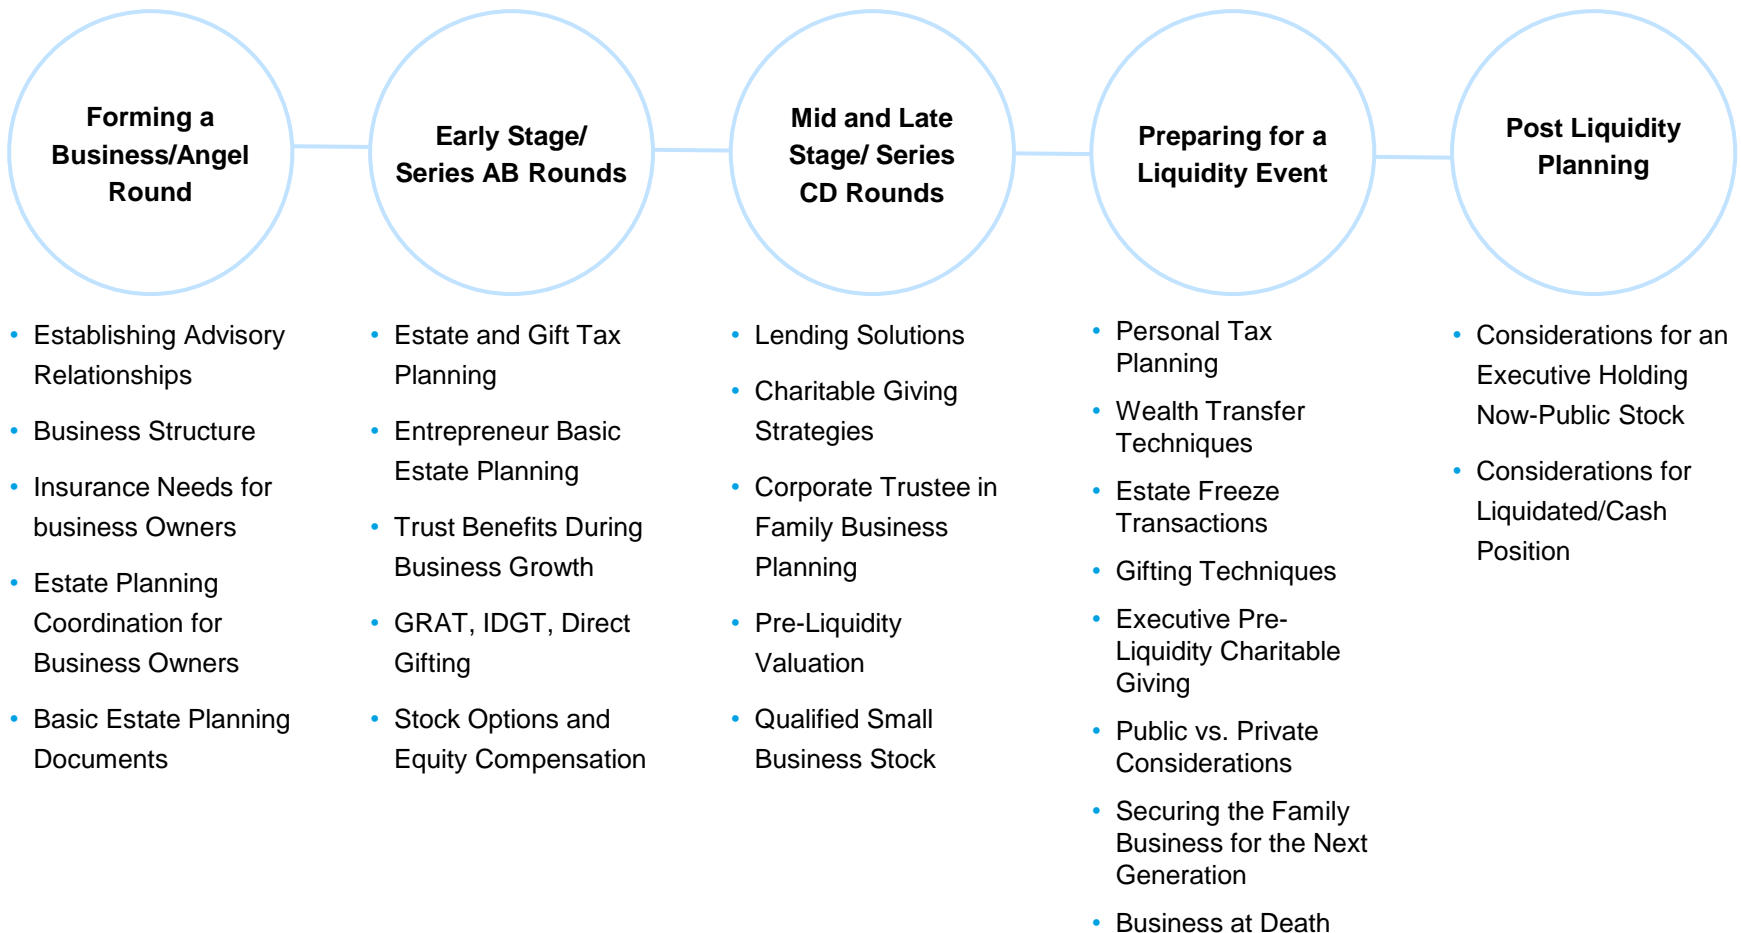 Forming a
Business/Angel
Round
Early Stage/
Series AB Rounds
Mid and Late
Stage/ Series
CD Rounds
Preparing for a
Liquidity Event
Post Liquidity
Planning
• Establishing Advisory
Relationships
• Business Structure
• Insurance Needs for
business Owners
• Estate Planning
Coordination for
Business Owners
• Basic Estate Planning
Documents
• Estate and Gift Tax
Planning
• Entrepreneur Basic
Estate Planning
• Trust Benefits During
Business Growth
• GRAT, IDGT, Direct
Gifting
• Stock Options and
Equity Compensation
• Lending Solutions
• Charitable Giving
Strategies
• Corporate Trustee in
Family Business
Planning
• Pre-Liquidity
Valuation
• Qualified Small
Business Stock
• Personal Tax
Planning
• Wealth Transfer
Techniques
• Estate Freeze
Transactions
• Gifting Techniques
• Executive Pre-
Liquidity Charitable
Giving
• Public vs. Private
Considerations
• Securing the Family
Business for the Next
Generation
• Business at Death
• Considerations for an
Executive Holding
Now-Public Stock
• Considerations for
Liquidated/Cash
Position